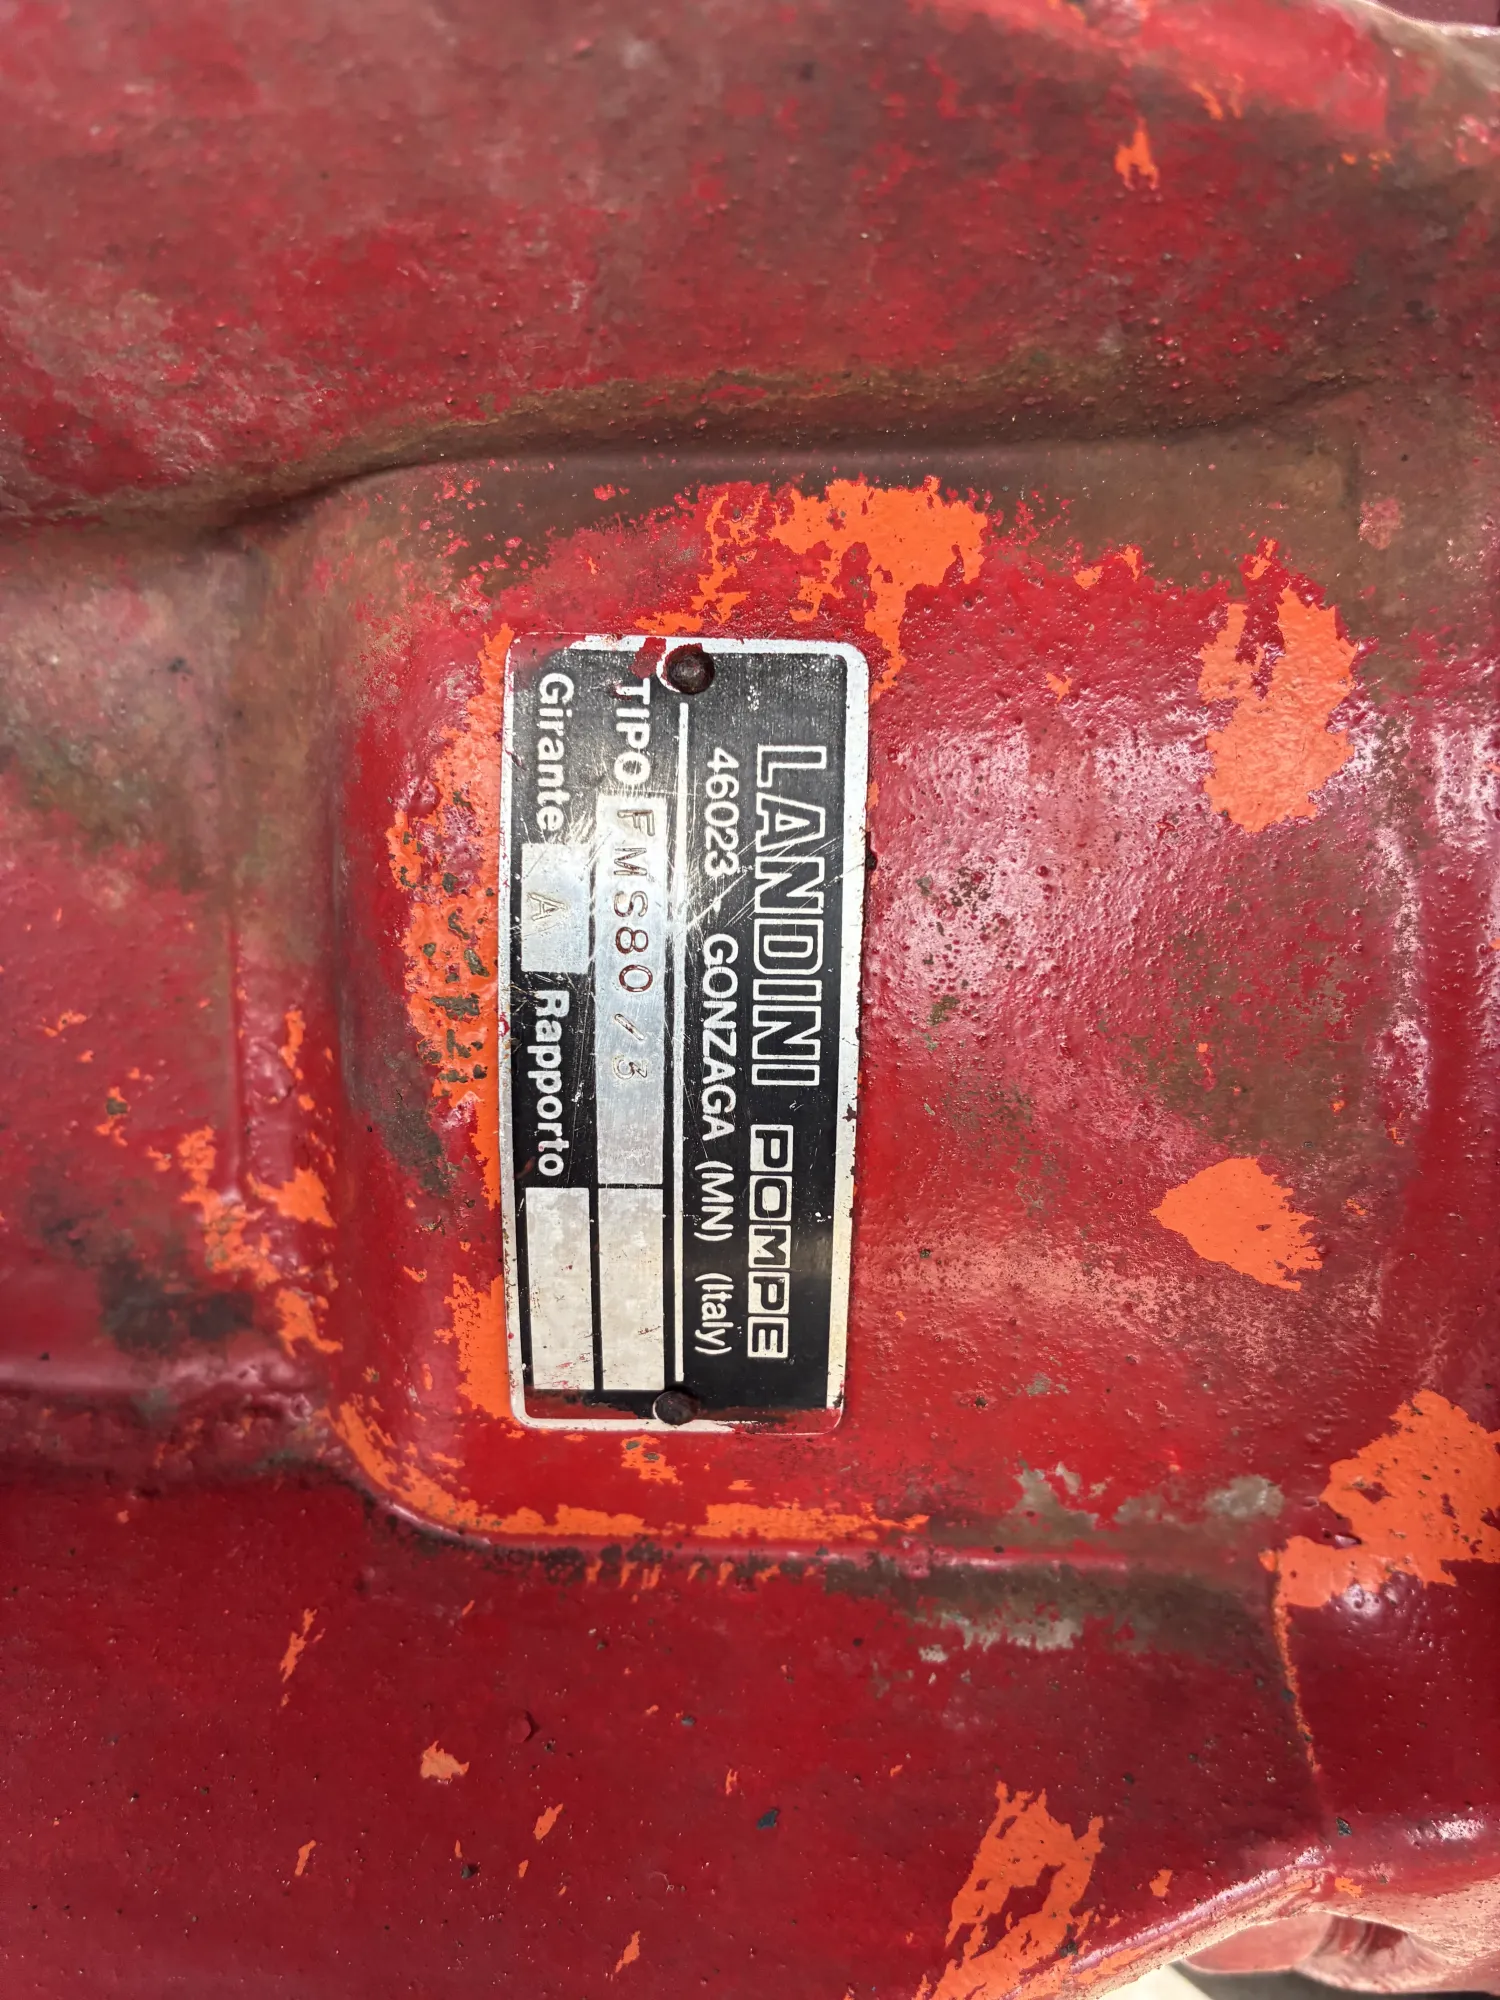 LANDINI POMPE
46023 GONZAGA (MN) (Italy)
TIPO FMS80/3
Girante A Rapporto